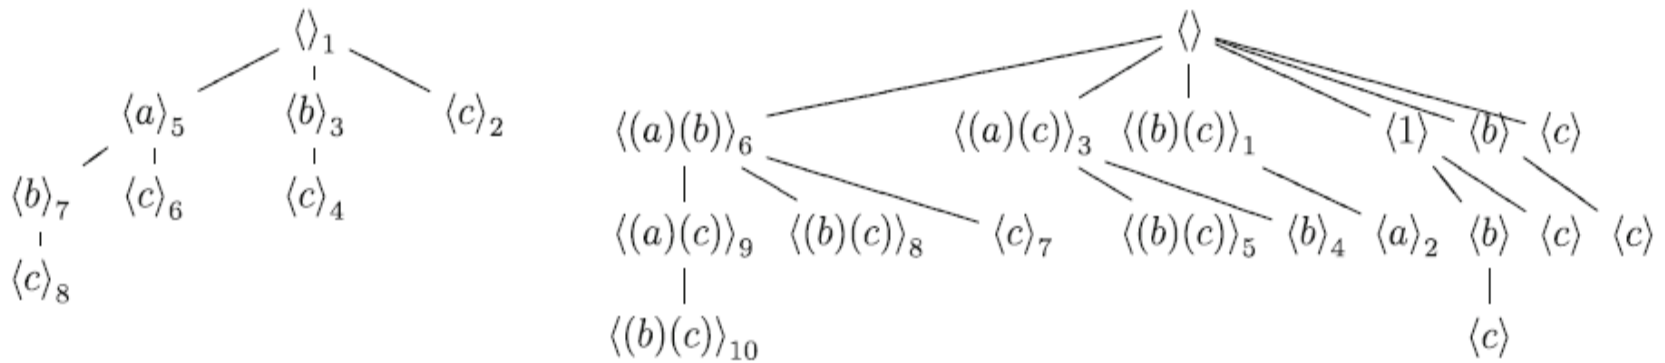 ⟨⟩₁ ⟨⟩
⟨a⟩₅ ⟨b⟩₃ ⟨c⟩₂ ⟨(a)(b)⟩₆ ⟨(a)(c)⟩₃ ⟨(b)(c)⟩₁ ⟨1⟩ ⟨b⟩ ⟨c⟩
⟨b⟩₇ ⟨c⟩₆ ⟨c⟩₄ ⟨(a)(c)⟩₉ ⟨(b)(c)⟩₈ ⟨c⟩₇ ⟨(b)(c)⟩₅ ⟨b⟩₄ ⟨a⟩₂ ⟨b⟩ ⟨c⟩ ⟨c⟩
⟨c⟩₈ ⟨(b)(c)⟩₁₀ ⟨c⟩